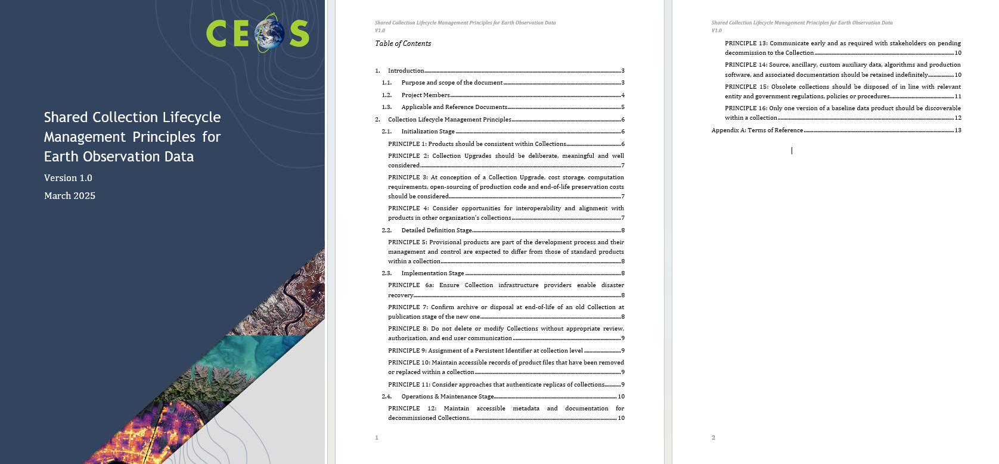 CEOS
Shared Collection Lifecycle
Management Principles for
Earth Observation Data
Version 1.0
March 2025
Shared Collection Lifecycle Management Principles for Earth Observation Data
V1.0
Table of Contents
1. Introduction 3
1.1. Purpose and scope of the document 3
1.2. Project Members 4
1.3. Applicable and Reference Documents 5
2. Collection Lifecycle Management Principles 6
2.1. Initialization Stage 6
PRINCIPLE 1: Products should be consistent within Collections 6
PRINCIPLE 2: Collection Upgrades should be deliberate, meaningful and well
considered 7
PRINCIPLE 3: At conception of a Collection Upgrade, cost storage, computation
requirements, open-sourcing of production code and end-of-life preservation costs
should be considered 7
PRINCIPLE 4: Consider opportunities for interoperability and alignment with
products in other organization's collections 7
2.2. Detailed Definition Stage 8
PRINCIPLE 5: Provisional products are part of the development process and their
management and control are expected to differ from those of standard products
within a collection 8
2.3. Implementation Stage 8
PRINCIPLE 6a: Ensure Collection infrastructure providers enable disaster
recovery 8
PRINCIPLE 7: Confirm archive or disposal at end-of-life of an old Collection at
publication stage of the new one 8
PRINCIPLE 8: Do not delete or modify Collections without appropriate review,
authorisation, and end user communication 9
PRINCIPLE 9: Assignment of a Persistent Identifier at collection level 9
PRINCIPLE 10: Maintain accessible records of product files that have been removed
or replaced within a collection 9
PRINCIPLE 11: Consider approaches that authenticate replicas of collections 9
2.4. Operations & Maintenance Stage 10
PRINCIPLE 12: Maintain accessible metadata and documentation for
decommissioned Collections 10
1
Shared Collection Lifecycle Management Principles for Earth Observation Data
V1.0
PRINCIPLE 13: Communicate early and as required with stakeholders on pending
decommission to the Collection 10
PRINCIPLE 14: Source, ancillary, custom auxiliary data, algorithms and production
software, and associated documentation should be retained indefinitely 10
PRINCIPLE 15: Obsolete collections should be disposed of in line with relevant
entity and government regulations, policies or procedures 11
PRINCIPLE 16: Only one version of a baseline data product should be discoverable
within a collection 12
Appendix A: Terms of Reference 13
2